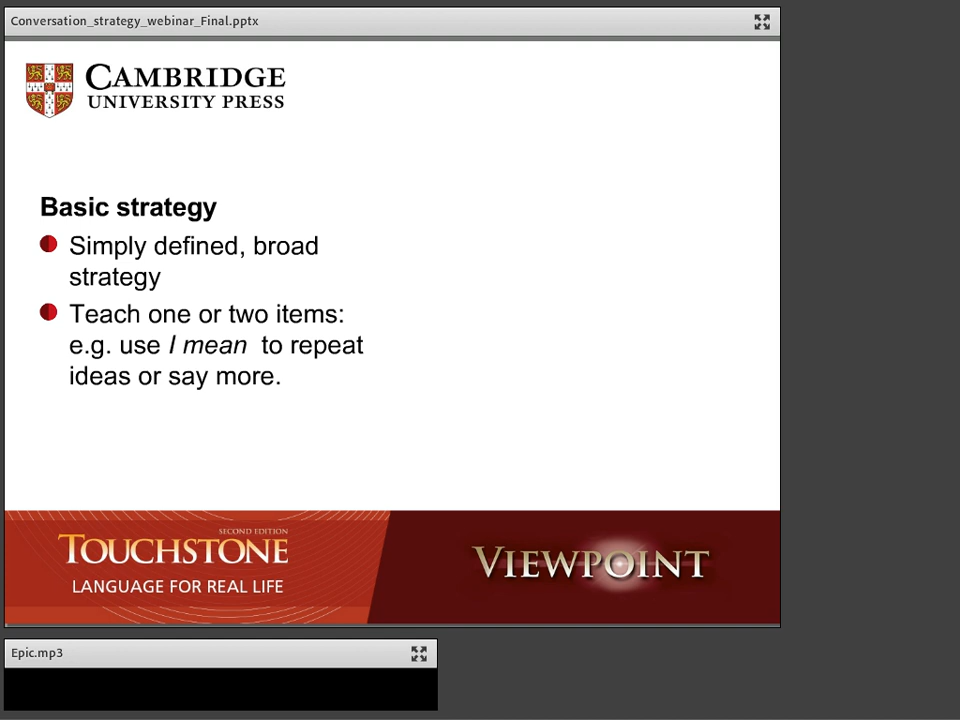 Conversation_strategy_webinar_Final.pptx
CAMBRIDGE
UNIVERSITY PRESS
Basic strategy
Simply defined, broad
strategy
Teach one or two items:
e.g. use I mean to repeat
ideas or say more.
SECOND EDITION
TOUCHSTONE
LANGUAGE FOR REAL LIFE
VIEWPOINT
Epic.mp3